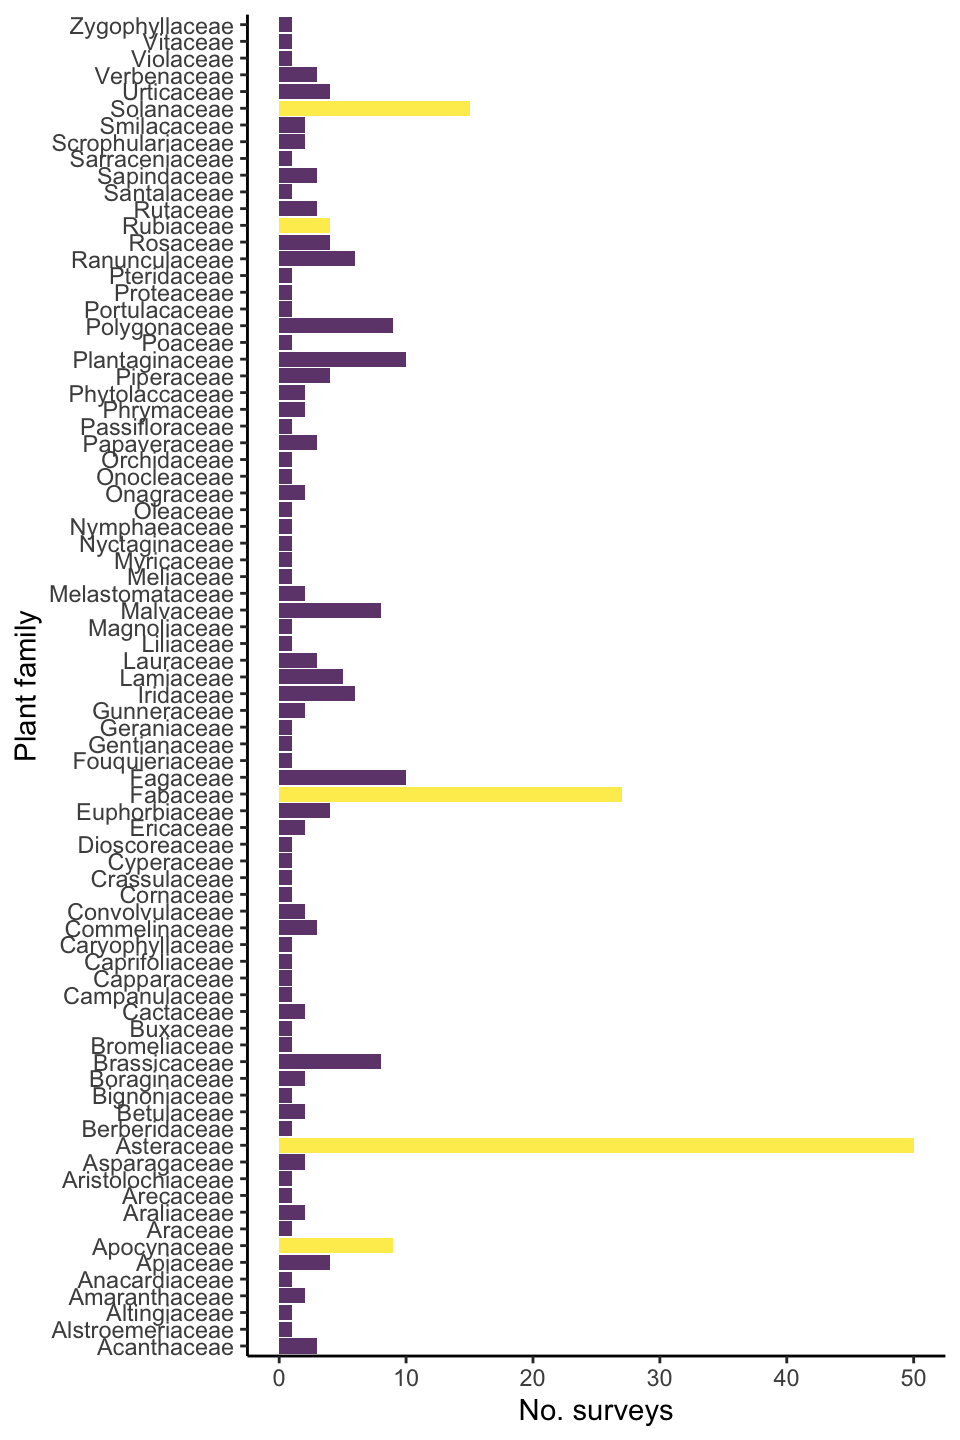 Zygophyllaceae
Vitaceae
Violaceae
Verbenaceae
Urticaceae
Solanaceae
Smilacaceae
Scrophulariaceae
Sarraceniaceae
Sapindaceae
Santalaceae
Rutaceae
Rubiaceae
Rosaceae
Ranunculaceae
Pteridaceae
Proteaceae
Portulacaceae
Polygonaceae
Poaceae
Plantaginaceae
Piperaceae
Phytolaccaceae
Phrymaceae
Passifloraceae
Papaveraceae
Orchidaceae
Onocleaceae
Onagraceae
Oleaceae
Nymphaeaceae
Nyctaginaceae
Myricaceae
Meliaceae
Melastomataceae
Malvaceae
Magnoliaceae
Liliaceae
Lauraceae
Lamiaceae
Iridaceae
Gunneraceae
Geraniaceae
Gentianaceae
Fouquieriaceae
Fagaceae
Fabaceae
Euphorbiaceae
Ericaceae
Dioscoreaceae
Cyperaceae
Crassulaceae
Cornaceae
Convolvulaceae
Commelinaceae
Caryophyllaceae
Caprifoliaceae
Capparaceae
Campanulaceae
Cactaceae
Buxaceae
Bromeliaceae
Brassicaceae
Boraginaceae
Bignoniaceae
Betulaceae
Berberidaceae
Asteraceae
Asparagaceae
Aristolochiaceae
Arecaceae
Araliaceae
Araceae
Apocynaceae
Apiaceae
Anacardiaceae
Amaranthaceae
Altingiaceae
Alstroemeriaceae
Acanthaceae
Plant family
0 10 20 30 40 50
No. surveys